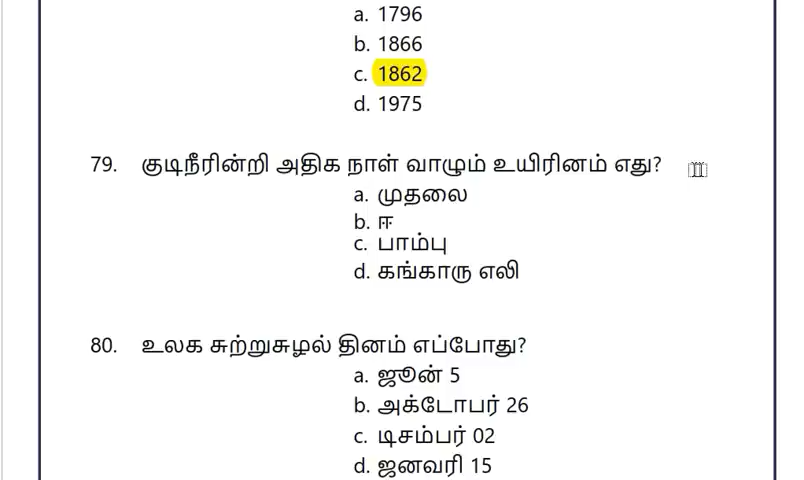 a. 1796
b. 1866
c. 1862
d. 1975
79. குடிநீரின்றி அதிக நாள் வாழும் உயிரினம் எது?
a. முதலை
b. ஈ
c. பாம்பு
d. கங்காரு எலி
80. உலக சுற்றுசுழல் தினம் எப்போது?
a. ஜூன் 5
b. அக்டோபர் 26
c. டிசம்பர் 02
d. ஜனவரி 15